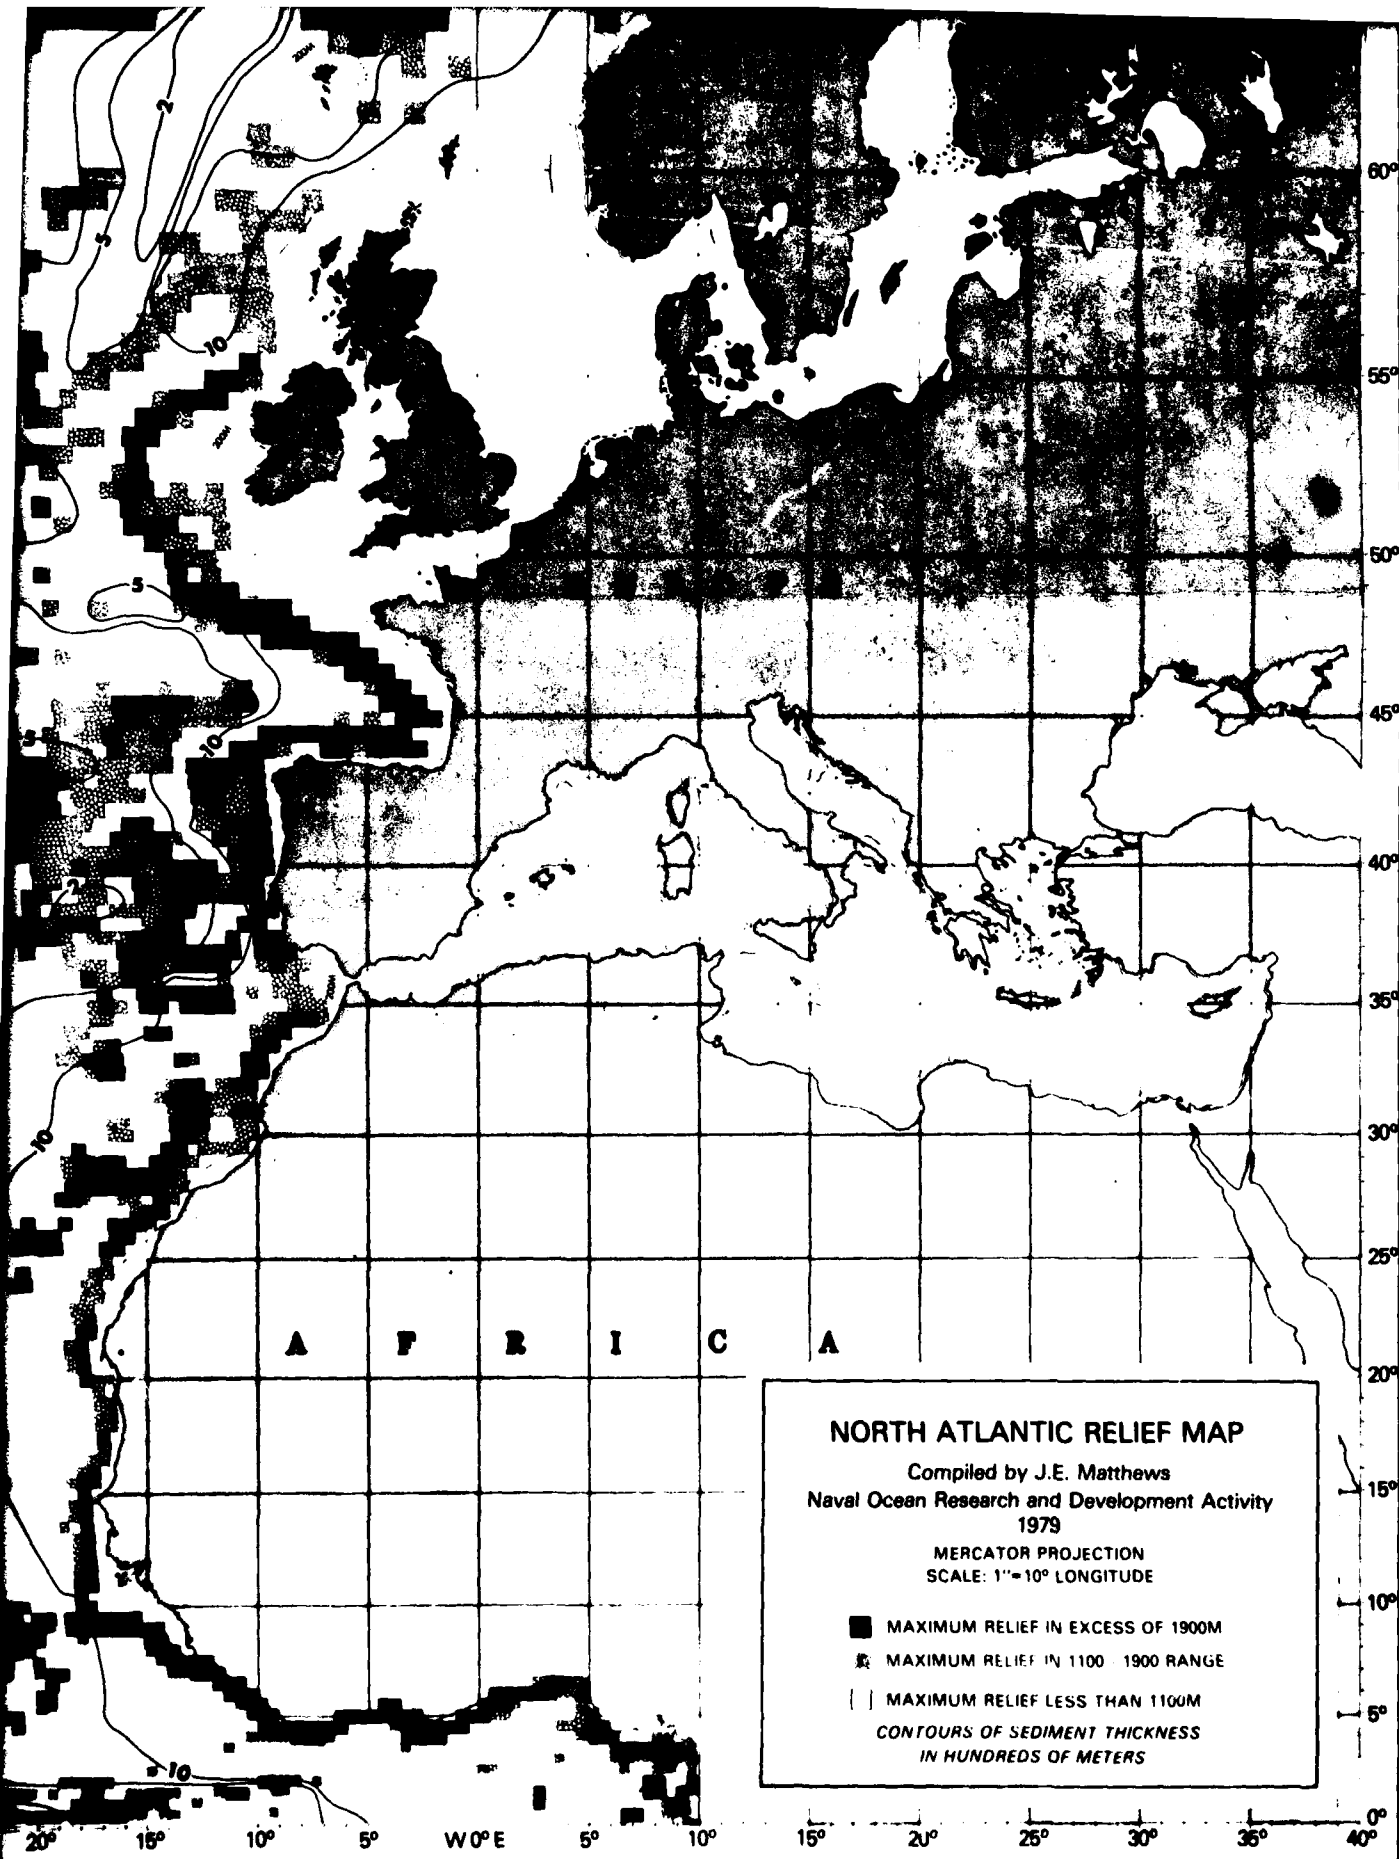 200M
2
60°
5
10
55°
200M
50°
5
45°
10
5
40°
2
200M
35°
10
30°
25°
A F R I C A
20°
NORTH ATLANTIC RELIEF MAP
Compiled by J.E. Matthews
Naval Ocean Research and Development Activity
1979
MERCATOR PROJECTION
SCALE: 1"=10° LONGITUDE
15°
10°
MAXIMUM RELIEF IN EXCESS OF 1900M
MAXIMUM RELIEF IN 1100 - 1900 RANGE
MAXIMUM RELIEF LESS THAN 1100M
5°
CONTOURS OF SEDIMENT THICKNESS
IN HUNDREDS OF METERS
10
0°
20° 15° 10° 5° W0°E 5° 10° 15° 20° 25° 30° 35° 40°